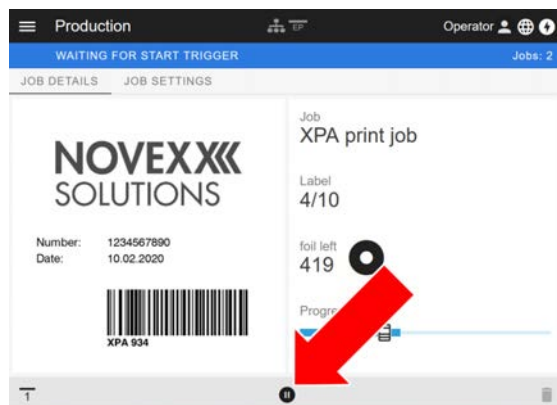 Production
EP
Operator
WAITING FOR START TRIGGER
Jobs: 2
JOB DETAILS
JOB SETTINGS
NOVEXX
SOLUTIONS
Number: 1234567890
Date: 10.02.2020
XPA 934
Job
XPA print job
Label
4/10
foil left
419
1